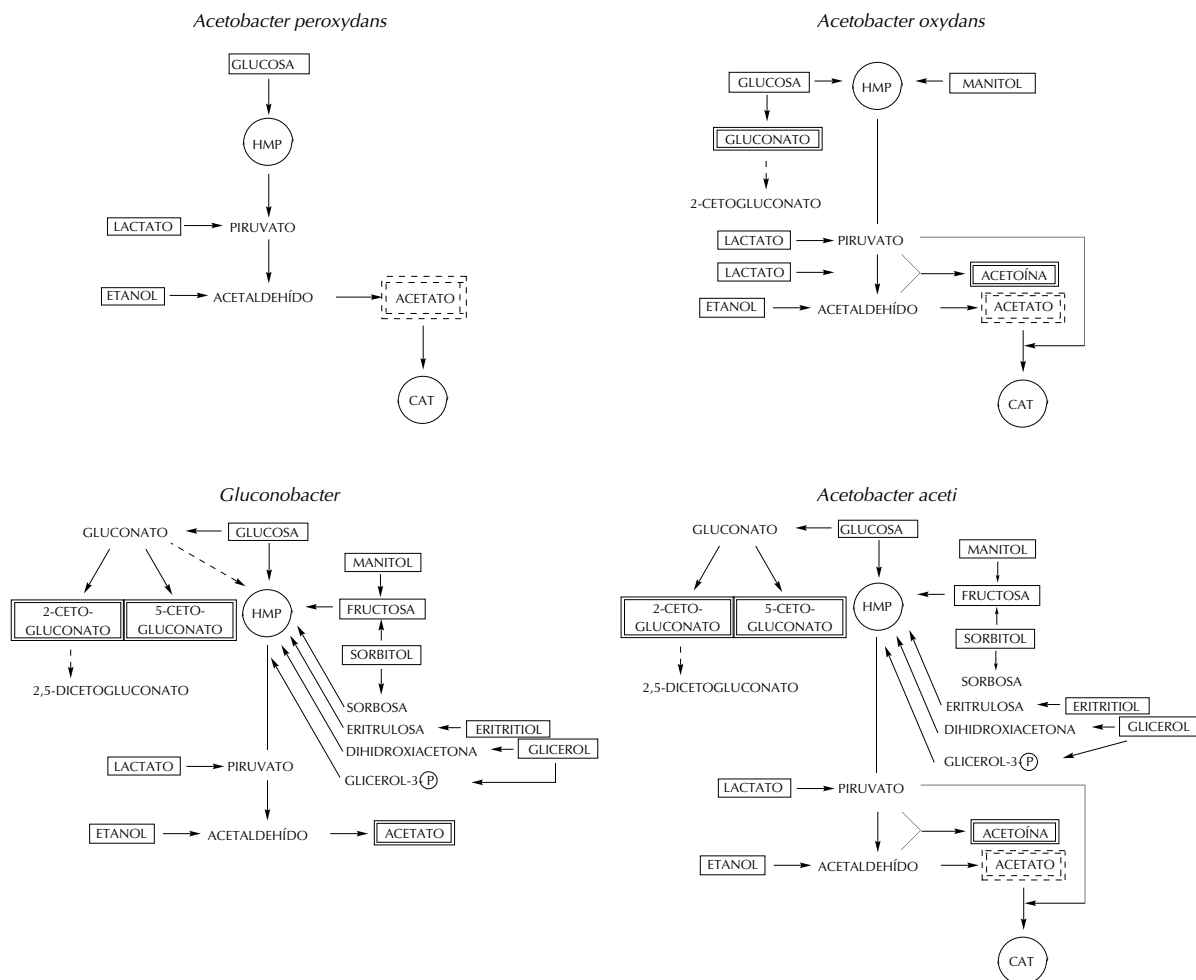 Acetobacter peroxydans
GLUCOSA
HMP
LACTATO
PIRUVATO
ETANOL
ACETALDEHÍDO
ACETATO
CAT
Acetobacter oxydans
GLUCOSA
HMP
MANITOL
GLUCONATO
2-CETOGLUCONATO
LACTATO
PIRUVATO
LACTATO
ACETOÍNA
ETANOL
ACETALDEHÍDO
ACETATO
CAT
Gluconobacter
GLUCONATO
GLUCOSA
MANITOL
2-CETO-
GLUCONATO
5-CETO-
GLUCONATO
HMP
FRUCTOSA
SORBITOL
2,5-DICETOGLUCONATO
SORBOSA
ERITRULOSA
ERITRITIOL
DIHIDROXIACETONA
GLICEROL
GLICEROL-3-P
LACTATO
PIRUVATO
ETANOL
ACETALDEHÍDO
ACETATO
Acetobacter aceti
GLUCONATO
GLUCOSA
MANITOL
2-CETO-
GLUCONATO
5-CETO-
GLUCONATO
HMP
FRUCTOSA
SORBITOL
2,5-DICETOGLUCONATO
SORBOSA
ERITRULOSA
ERITRITIOL
DIHIDROXIACETONA
GLICEROL
GLICEROL-3-P
LACTATO
PIRUVATO
ACETOÍNA
ETANOL
ACETALDEHÍDO
ACETATO
CAT